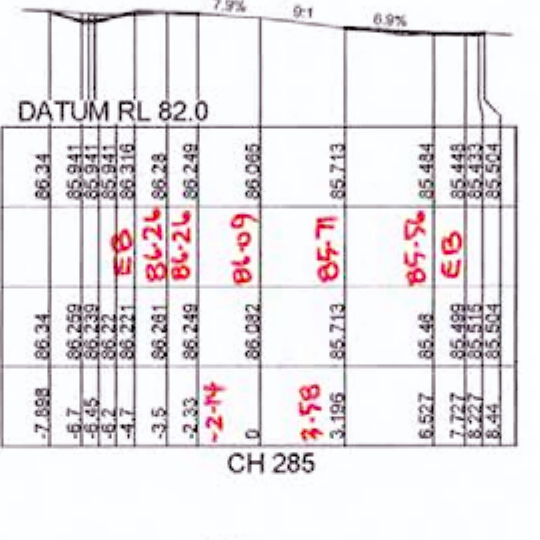 7.9% 9:1 6.9%
DATUM RL 82.0
86.34 85.941 85.941 85.941 86.316 86.28 86.249 86.065 85.713 85.484 85.448 85.433 85.504
EB 86.26 86.26 86.09 85.71 85.56 EB
86.34 86.259 86.239 86.22 86.221 86.261 86.249 86.082 85.713 85.46 85.499 85.515 85.504
-7.898 -6.7 -6.45 -6.2 -4.7 -3.5 -2.33 -2.14 0 3.58 3.196 6.527 7.727 8.227 8.44
CH 285